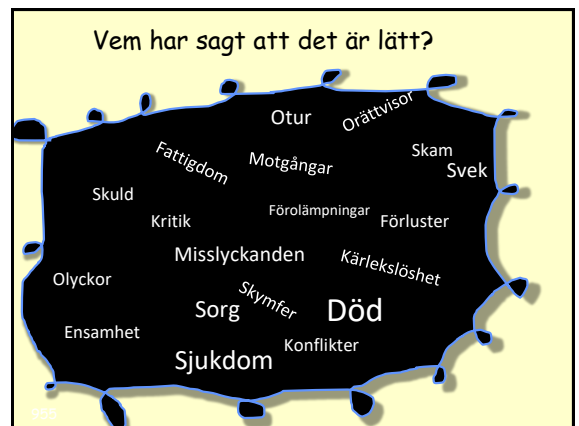 Vem har sagt att det är lätt?
Otur
Orättvisor
Fattigdom
Motgångar
Skam
Svek
Skuld
Kritik
Förolämpningar
Förluster
Misslyckanden
Kärlekslöshet
Olyckor
Skymfer
Sorg
Död
Ensamhet
Konflikter
Sjukdom